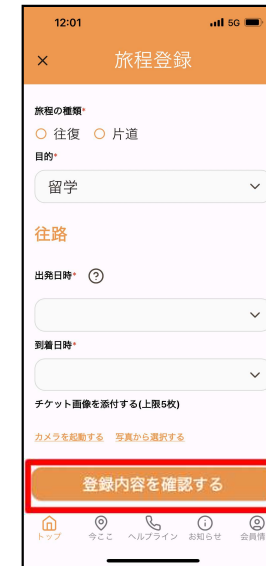 12:01 5G
× 旅程登録
旅程の種類*
往復 片道
目的*
留学
往路
出発日時* ?
到着日時*
チケット画像を添付する(上限5枚)
カメラを起動する 写真から選択する
登録内容を確認する
トップ 今ここ ヘルプライン お知らせ 会員情